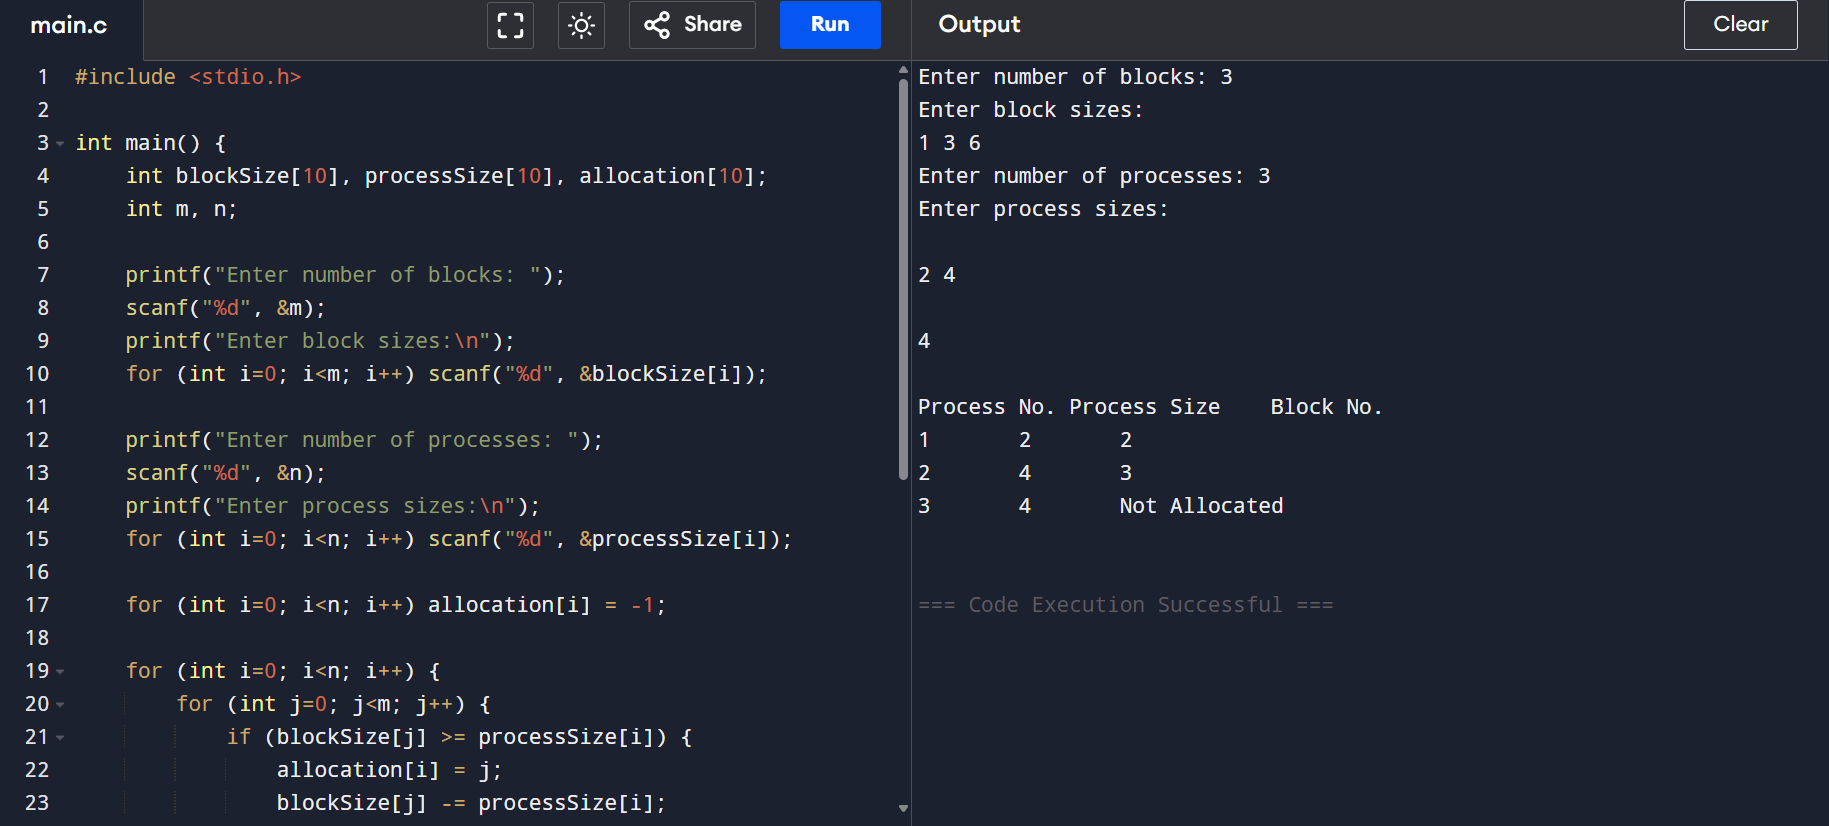 main.c
Share
Run
1 #include <stdio.h>
2
3 int main() {
4     int blockSize[10], processSize[10], allocation[10];
5     int m, n;
6
7     printf("Enter number of blocks: ");
8     scanf("%d", &m);
9     printf("Enter block sizes:\n");
10     for (int i=0; i<m; i++) scanf("%d", &blockSize[i]);
11
12     printf("Enter number of processes: ");
13     scanf("%d", &n);
14     printf("Enter process sizes:\n");
15     for (int i=0; i<n; i++) scanf("%d", &processSize[i]);
16
17     for (int i=0; i<n; i++) allocation[i] = -1;
18
19     for (int i=0; i<n; i++) {
20         for (int j=0; j<m; j++) {
21             if (blockSize[j] >= processSize[i]) {
22                 allocation[i] = j;
23                 blockSize[j] -= processSize[i];
Output
Clear
Enter number of blocks: 3
Enter block sizes:
1 3 6
Enter number of processes: 3
Enter process sizes:

2 4

4

Process No. Process Size    Block No.
1       2       2
2       4       3
3       4       Not Allocated

=== Code Execution Successful ===